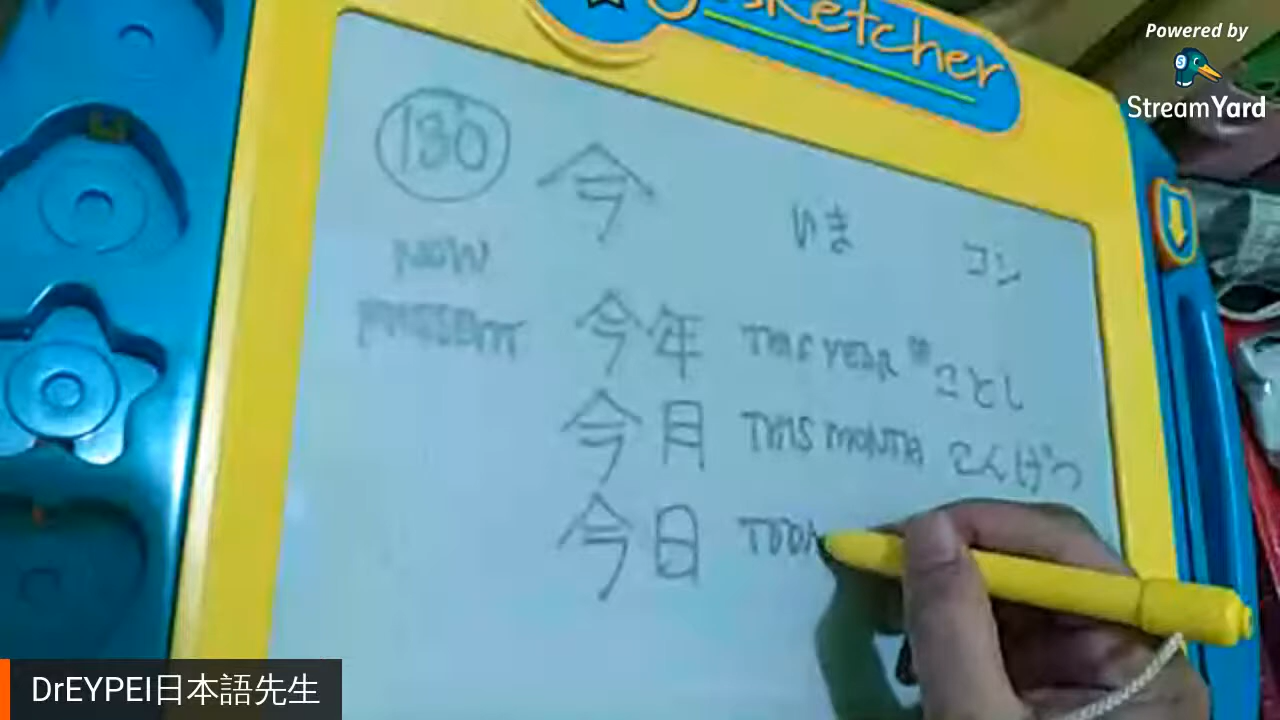 sketcher
Powered by
StreamYard
130
今 いま コン
NOW
PRESENT
今年 THIS YEAR ことし
今月 THIS MONTH こんげつ
今日 TODA
DrEYPEI日本語先生